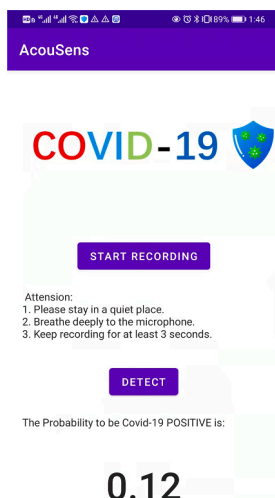 89% 1:46
AcouSens
COVID-19
START RECORDING
Attension:
1. Please stay in a quiet place.
2. Breathe deeply to the microphone.
3. Keep recording for at least 3 seconds.
DETECT
The Probability to be Covid-19 POSITIVE is:
0.12